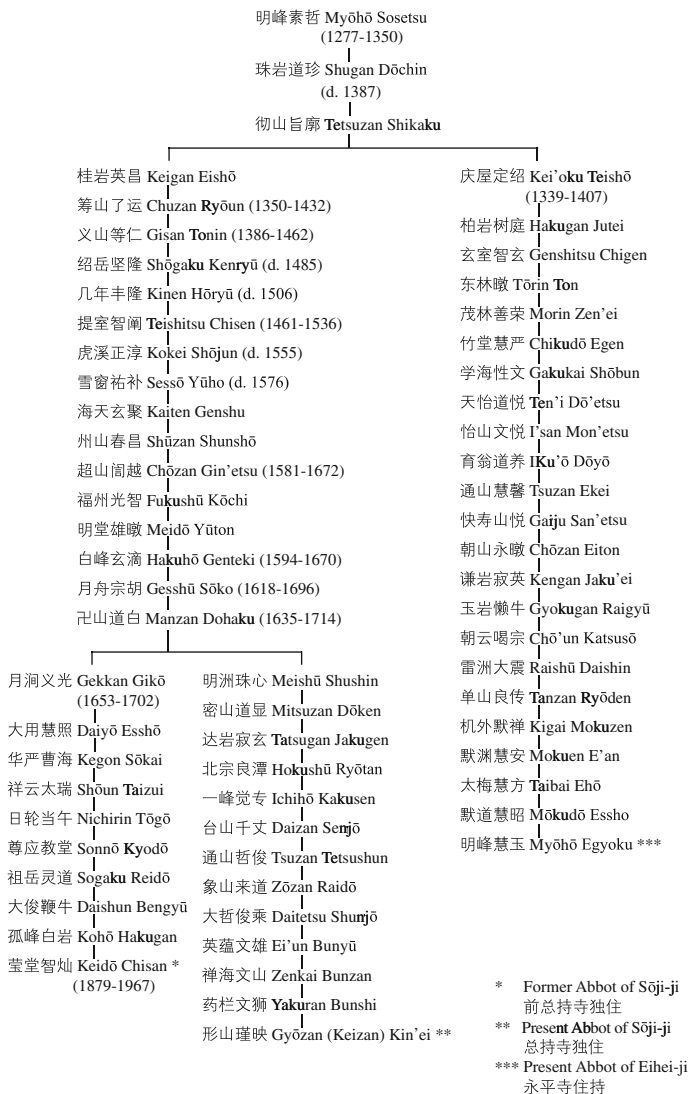 明峰素哲 Myōhō Sosetsu
(1277-1350)
珠岩道珍 Shugan Dōchin
(d. 1387)
彻山旨廓 Tetsuzan Shikaku
桂岩英昌 Keigan Eishō
筹山了运 Chuzan Ryōun (1350-1432)
义山等仁 Gisan Tonin (1386-1462)
绍岳坚隆 Shōgaku Kenryū (d. 1485)
几年丰隆 Kinen Hōryū (d. 1506)
提室智阐 Teishitsu Chisen (1461-1536)
虎溪正淳 Kokei Shōjun (d. 1555)
雪窗祐补 Sessō Yūho (d. 1576)
海天玄聚 Kaiten Genshu
州山春昌 Shūzan Shunshō
超山訚越 Chōzan Gin'etsu (1581-1672)
福州光智 Fukushū Kōchi
明堂雄暾 Meidō Yūton
白峰玄滴 Hakuhō Genteki (1594-1670)
月舟宗胡 Gesshū Sōko (1618-1696)
卍山道白 Manzan Dohaku (1635-1714)
月涧义光 Gekkan Gikō
(1653-1702)
大用慧照 Daiyō Esshō
华严曹海 Kegon Sōkai
祥云太瑞 Shōun Taizui
日轮当午 Nichirin Tōgō
尊应教堂 Sonnō Kyodō
祖岳灵道 Sogaku Reidō
大俊鞭牛 Daishun Bengyū
孤峰白岩 Kohō Hakugan
莹堂智灿 Keidō Chisan *
(1879-1967)
明洲珠心 Meishū Shushin
密山道显 Mitsuzan Dōken
达岩寂玄 Tatsugan Jakugen
北宗良潭 Hokushū Ryōtan
一峰觉专 Ichihō Kakusen
台山千丈 Daizan Senjō
通山哲俊 Tsuzan Tetsushun
象山来道 Zōzan Raidō
大哲俊乘 Daitetsu Shunjō
英蕴文雄 Ei'un Bunyū
禅海文山 Zenkai Bunzan
药栏文狮 Yakuran Bunshi
形山瑾映 Gyōzan (Keizan) Kin'ei **
庆屋定绍 Kei'oku Teishō
(1339-1407)
柏岩树庭 Hakugan Jutei
玄室智玄 Genshitsu Chigen
东林暾 Tōrin Ton
茂林善荣 Morin Zen'ei
竹堂慧严 Chikudō Egen
学海性文 Gakukai Shōbun
天怡道悦 Ten'i Dō'etsu
怡山文悦 I'san Mon'etsu
育翁道养 IKu'ō Dōyō
通山慧馨 Tsuzan Ekei
快寿山悦 Gaiju San'etsu
朝山永暾 Chōzan Eiton
谦岩寂英 Kengan Jaku'ei
玉岩懒牛 Gyokugan Raigyū
朝云喝宗 Chō'un Katsusō
雷洲大震 Raishū Daishin
单山良传 Tanzan Ryōden
机外默禅 Kigai Mokuzen
默渊慧安 Mokuen E'an
太梅慧方 Taibai Ehō
默道慧昭 Mōkudō Essho
明峰慧玉 Myōhō Egyoku ***
* Former Abbot of Sōji-ji
前总持寺独住
** Present Abbot of Sōji-ji
总持寺独住
*** Present Abbot of Eihei-ji
永平寺住持